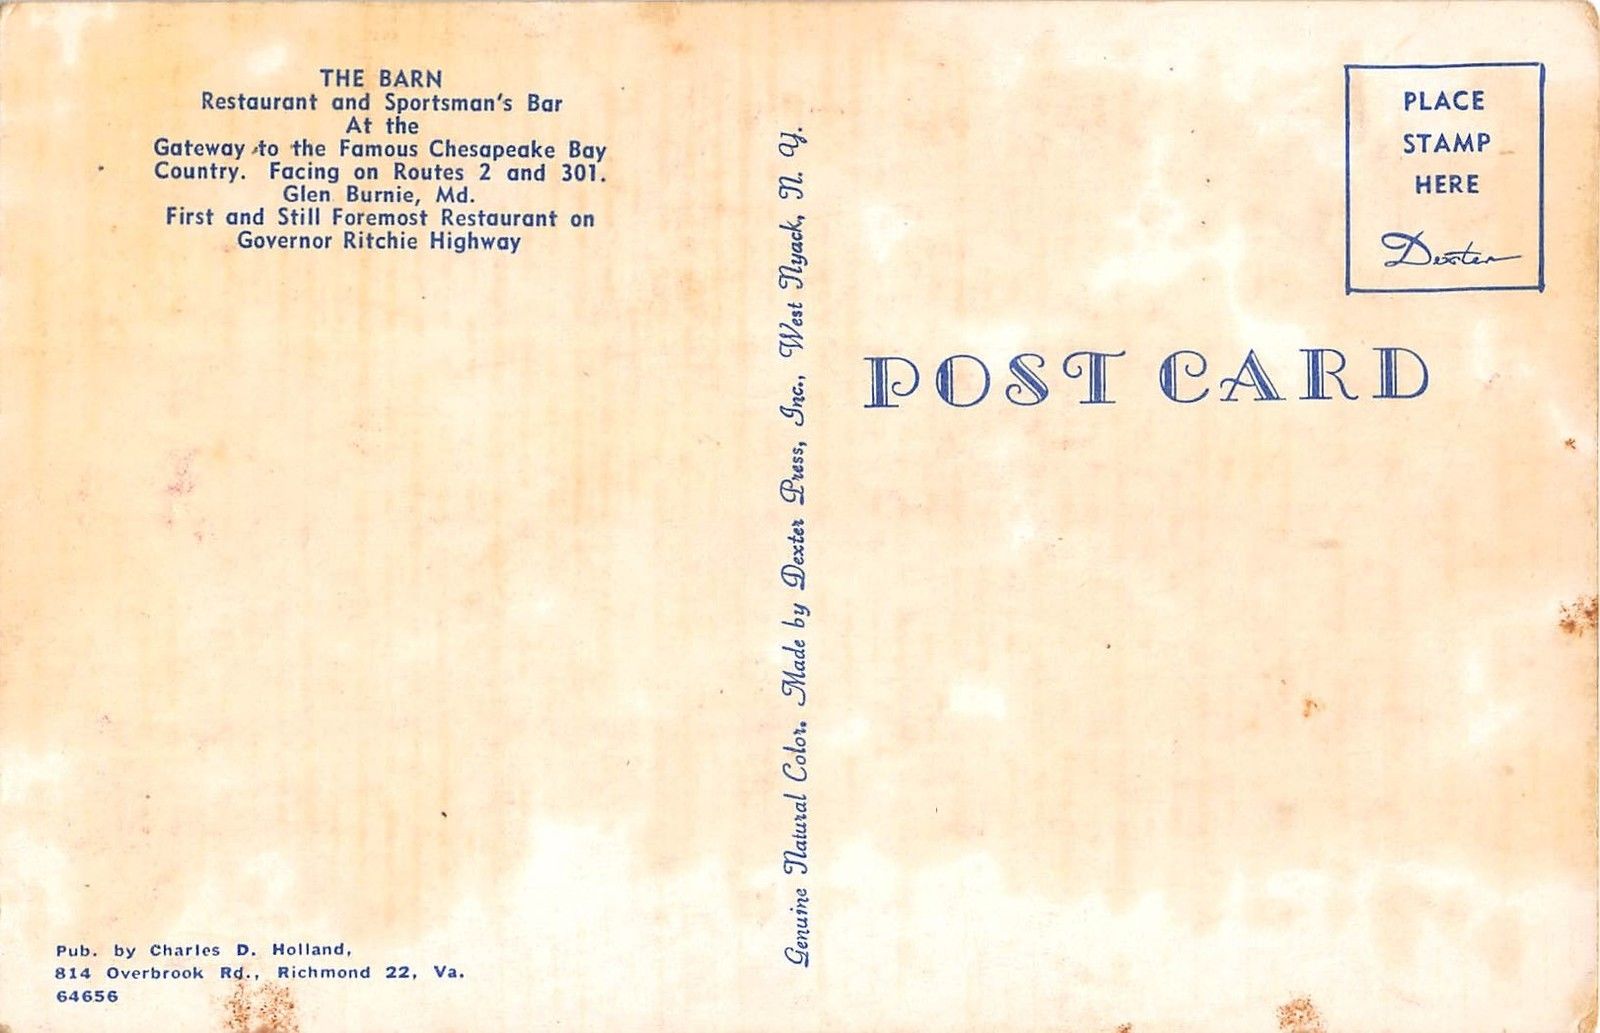 THE BARN
Restaurant and Sportsman's Bar
At the
Gateway to the Famous Chesapeake Bay
Country. Facing on Routes 2 and 301.
Glen Burnie, Md.
First and Still Foremost Restaurant on
Governor Ritchie Highway
Pub. by Charles D. Holland,
814 Overbrook Rd., Richmond 22, Va.
64656
Genuine Natural Color. Made by Dexter Press, Inc., West Nyack, N. Y.
PLACE
STAMP
HERE
Dexter
POST CARD